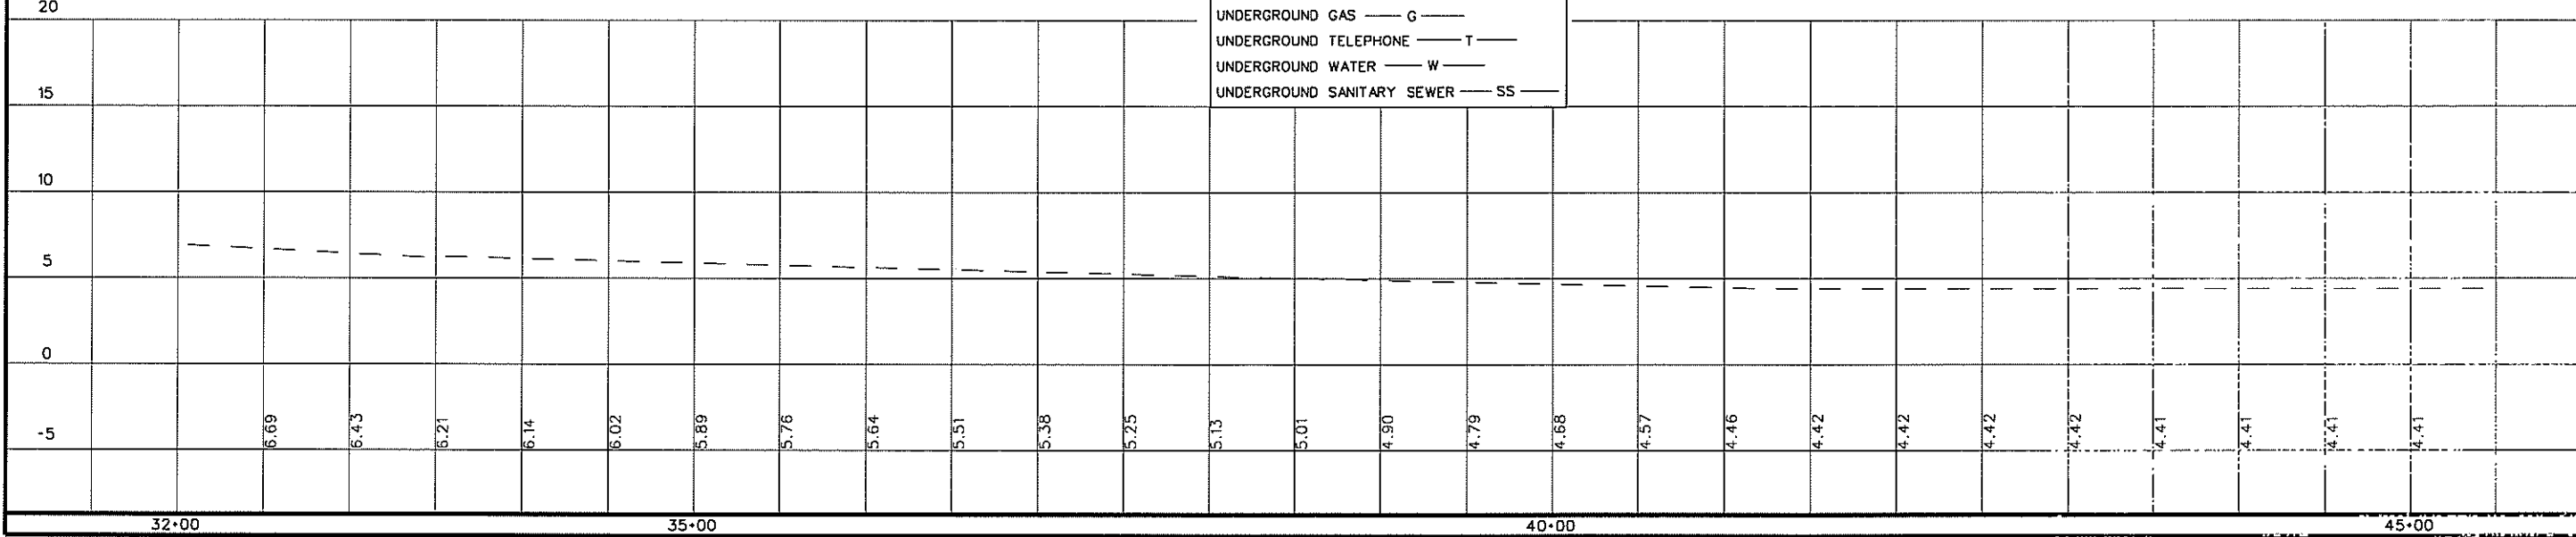 20
UNDERGROUND GAS —— G ——
UNDERGROUND TELEPHONE —— T ——
UNDERGROUND WATER —— W ——
UNDERGROUND SANITARY SEWER —— SS ——
15
10
5
0
-5
6.69 6.43 6.21 6.14 6.02 5.89 5.76 5.64 5.51 5.38 5.25 5.13 5.01 4.90 4.79 4.68 4.57 4.46 4.42 4.42 4.42 4.42 4.41 4.41 4.41 4.41
32+00 35+00 40+00 45+00